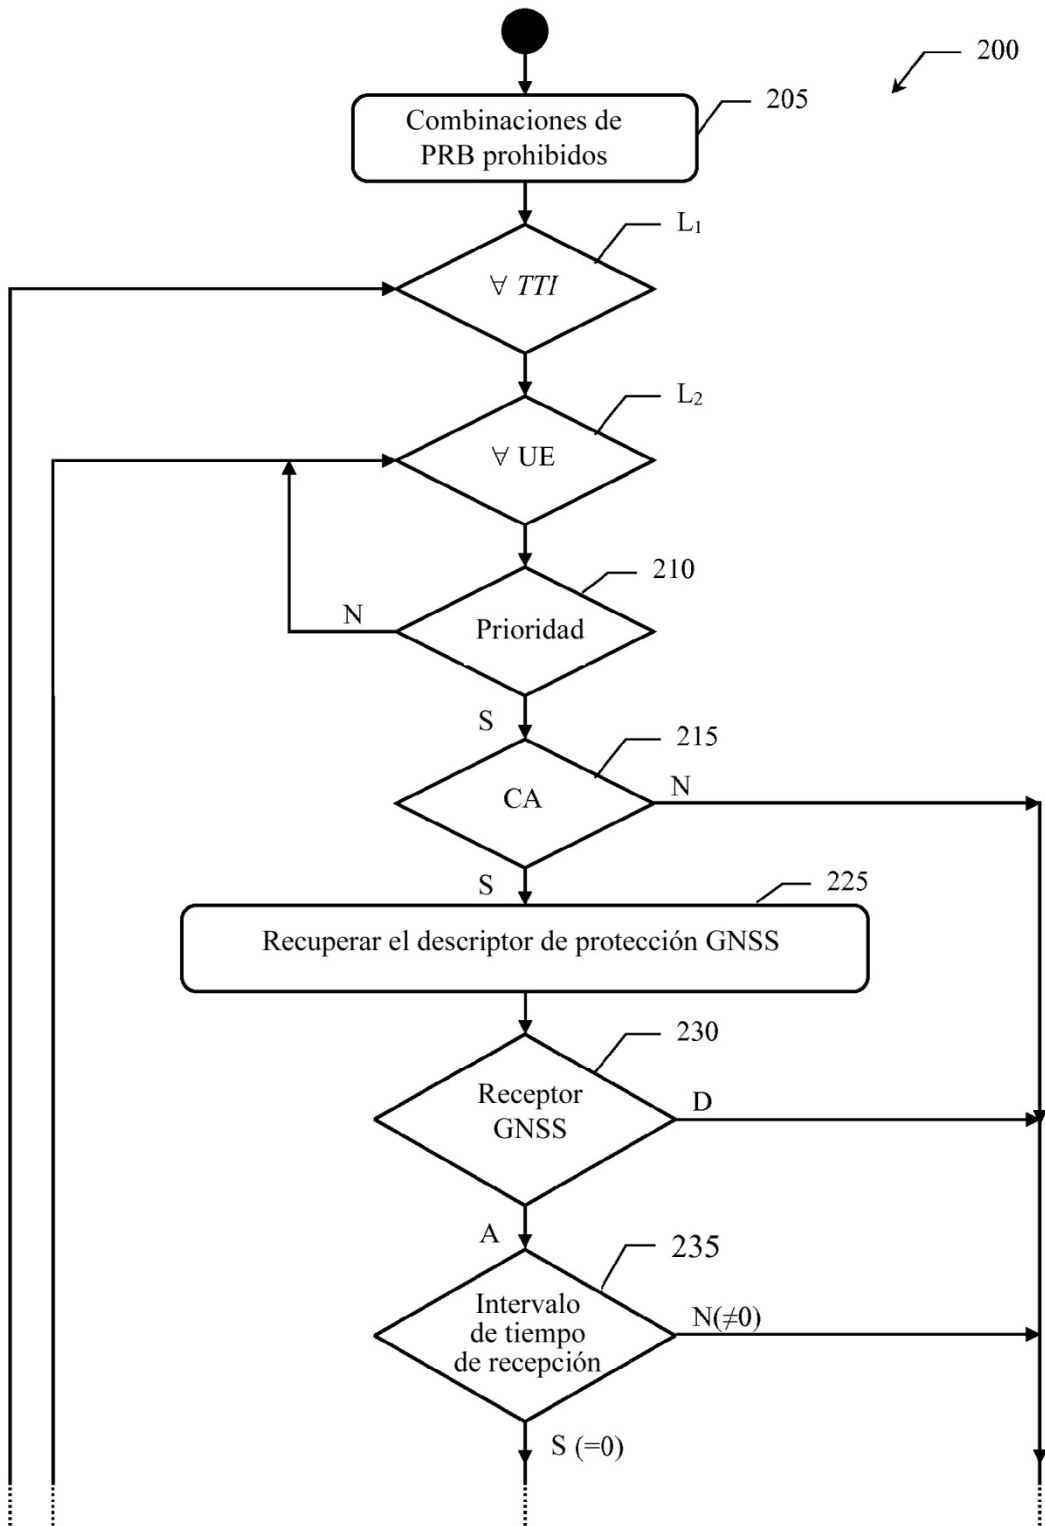 200
205
Combinaciones de
PRB prohibidos
L₁
∀ TTI
L₂
∀ UE
210
N
Prioridad
S
215
CA
N
S
225
Recuperar el descriptor de protección GNSS
230
Receptor
GNSS
D
A
235
Intervalo
de tiempo
de recepción
N(≠0)
S (=0)